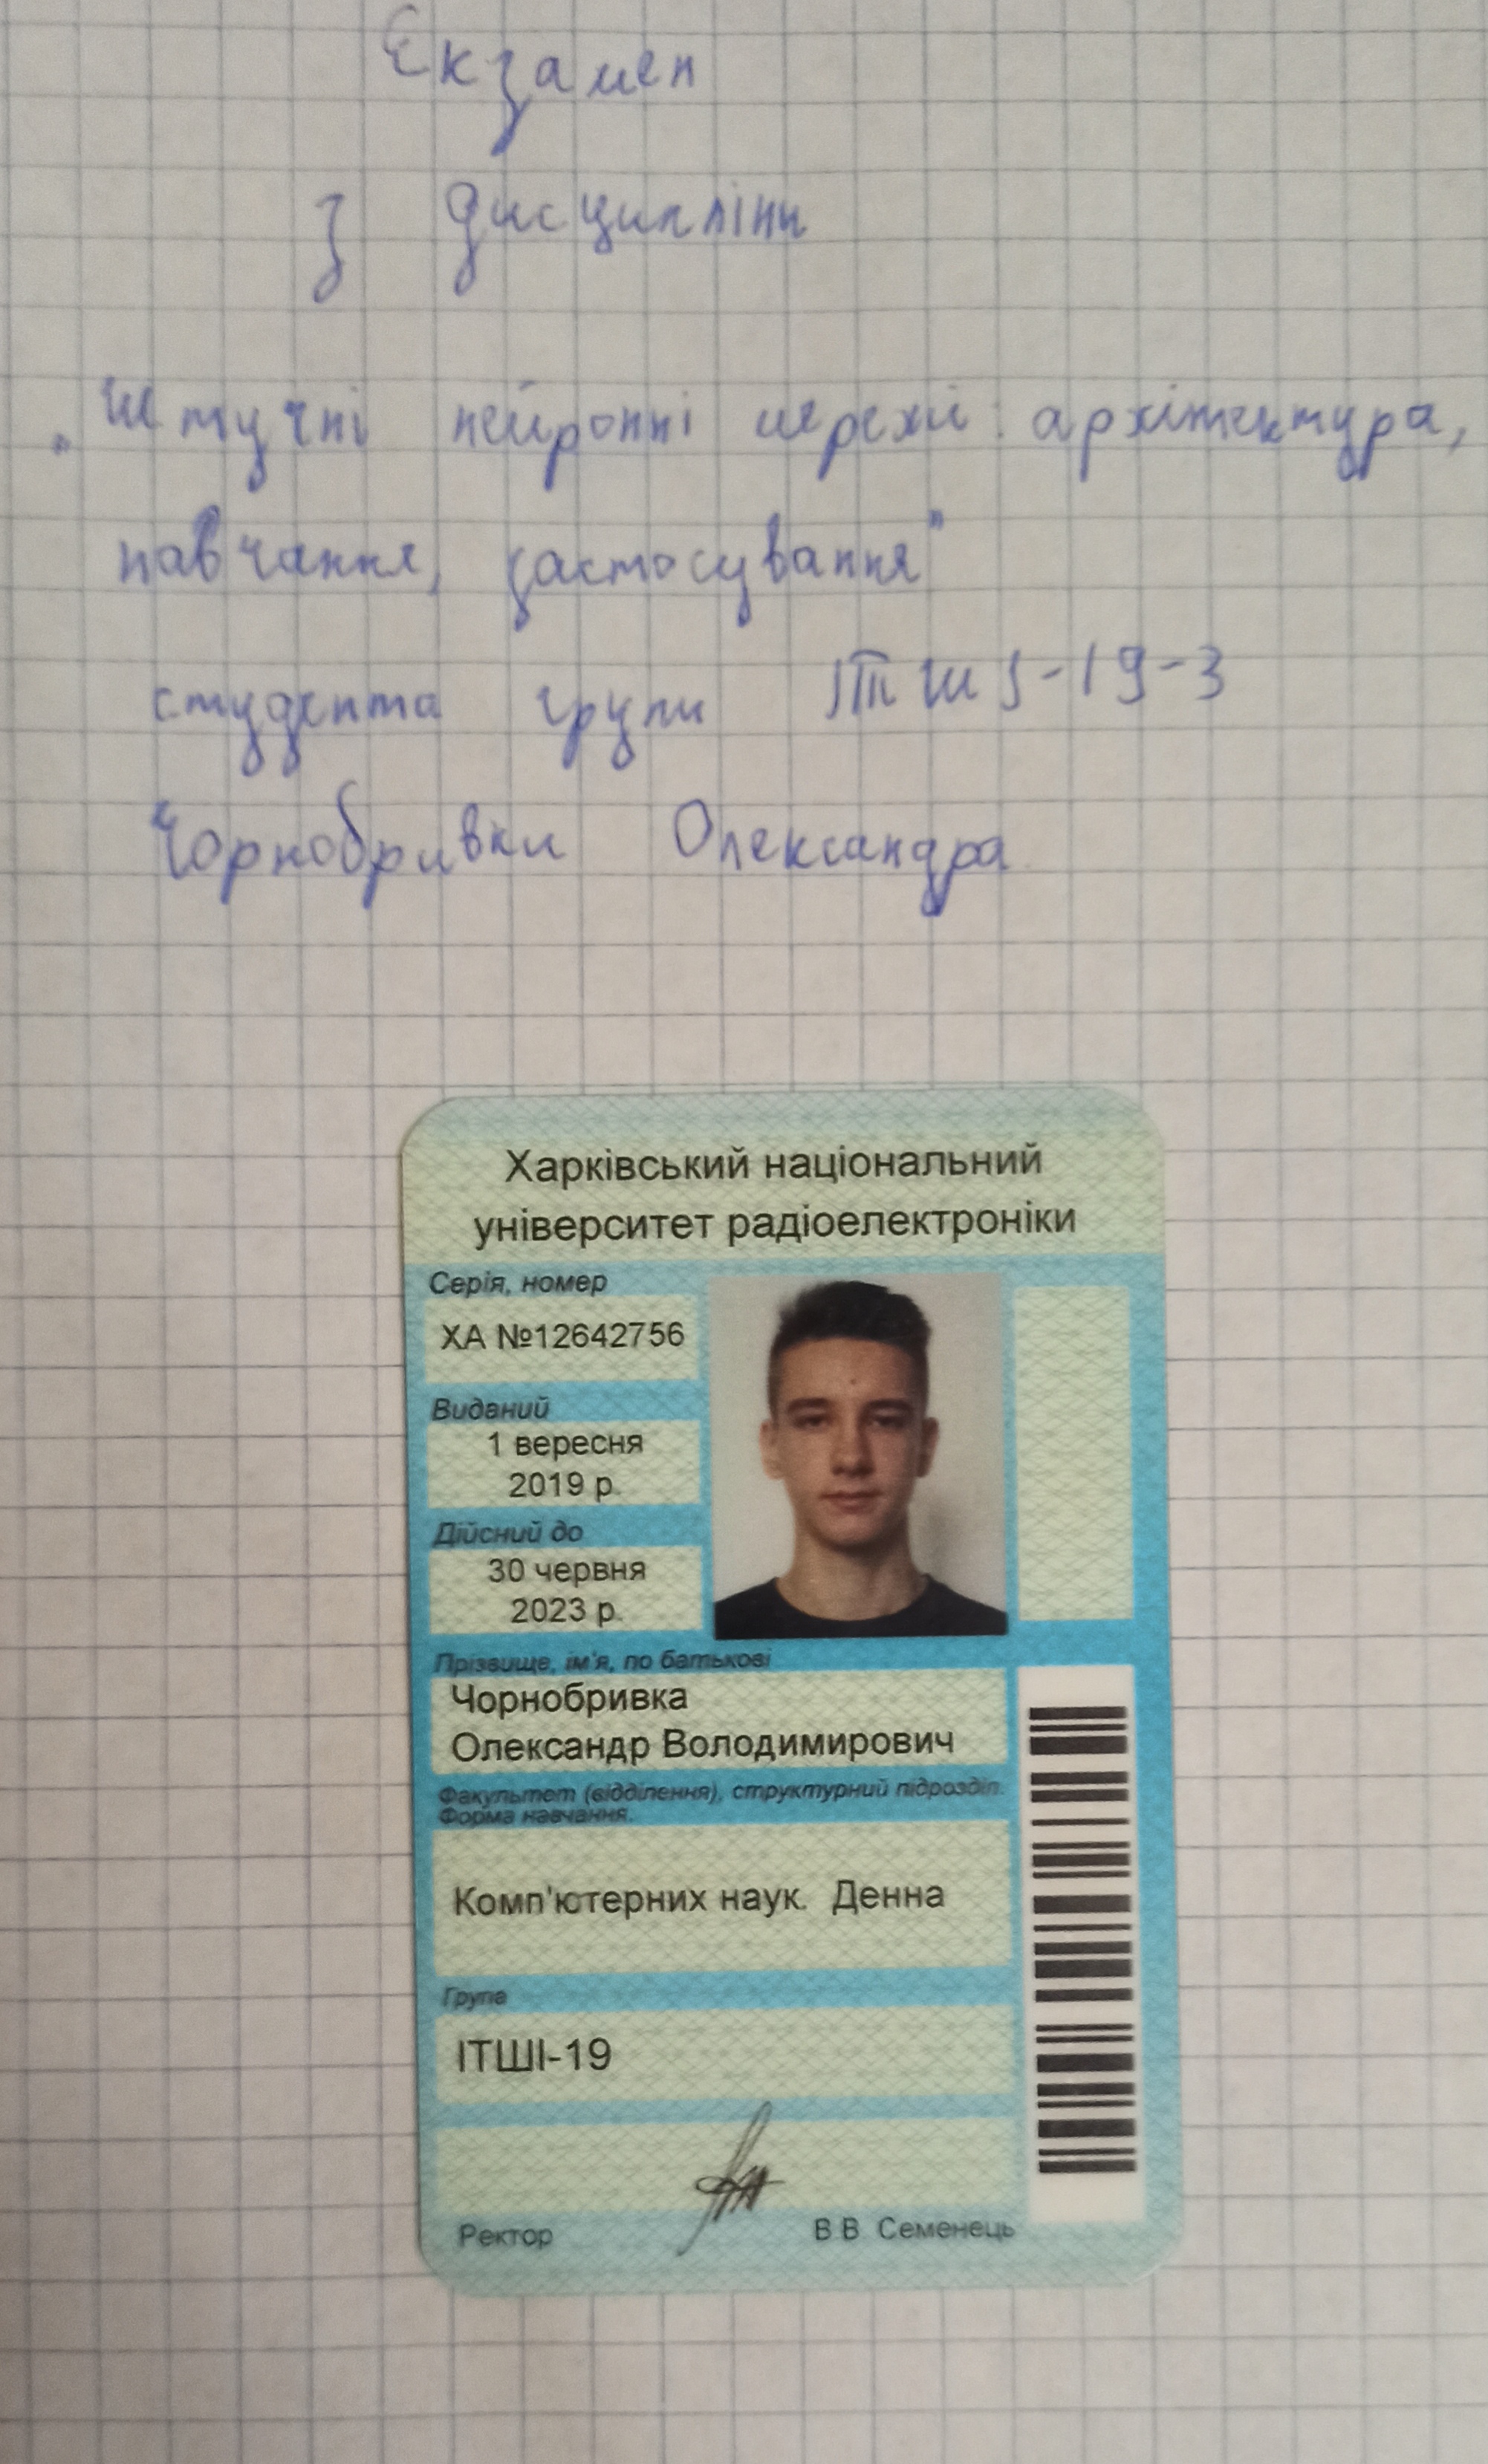 Екзамен
з дисципліни
„Штучні нейронні мережі: архітектура,
навчання, застосування"
студента групи ІТШІ-19-3
Чорнобривки Олександра
Харківський національний
університет радіоелектроніки
Серія, номер
ХА №12642756
Виданий
1 вересня
2019 р.
Дійсний до
30 червня
2023 р.
Прізвище, ім'я, по батькові
Чорнобривка
Олександр Володимирович
Факультет (відділення), структурний підрозділ.
Форма навчання.
Комп'ютерних наук. Денна
Група
ІТШІ-19
Ректор В.В. Семенець